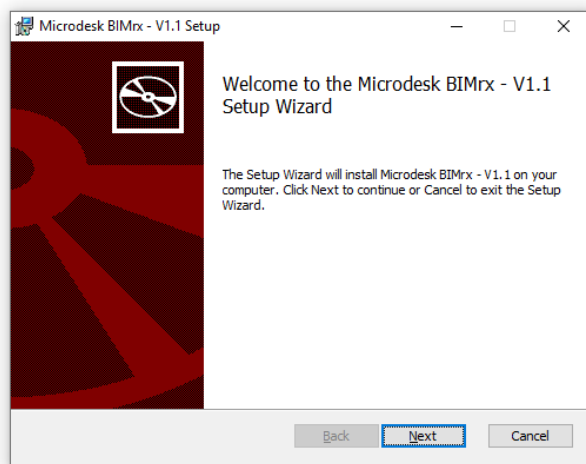 Microdesk BIMrx - V1.1 Setup
Welcome to the Microdesk BIMrx - V1.1
Setup Wizard
The Setup Wizard will install Microdesk BIMrx - V1.1 on your
computer. Click Next to continue or Cancel to exit the Setup
Wizard.
Back Next Cancel